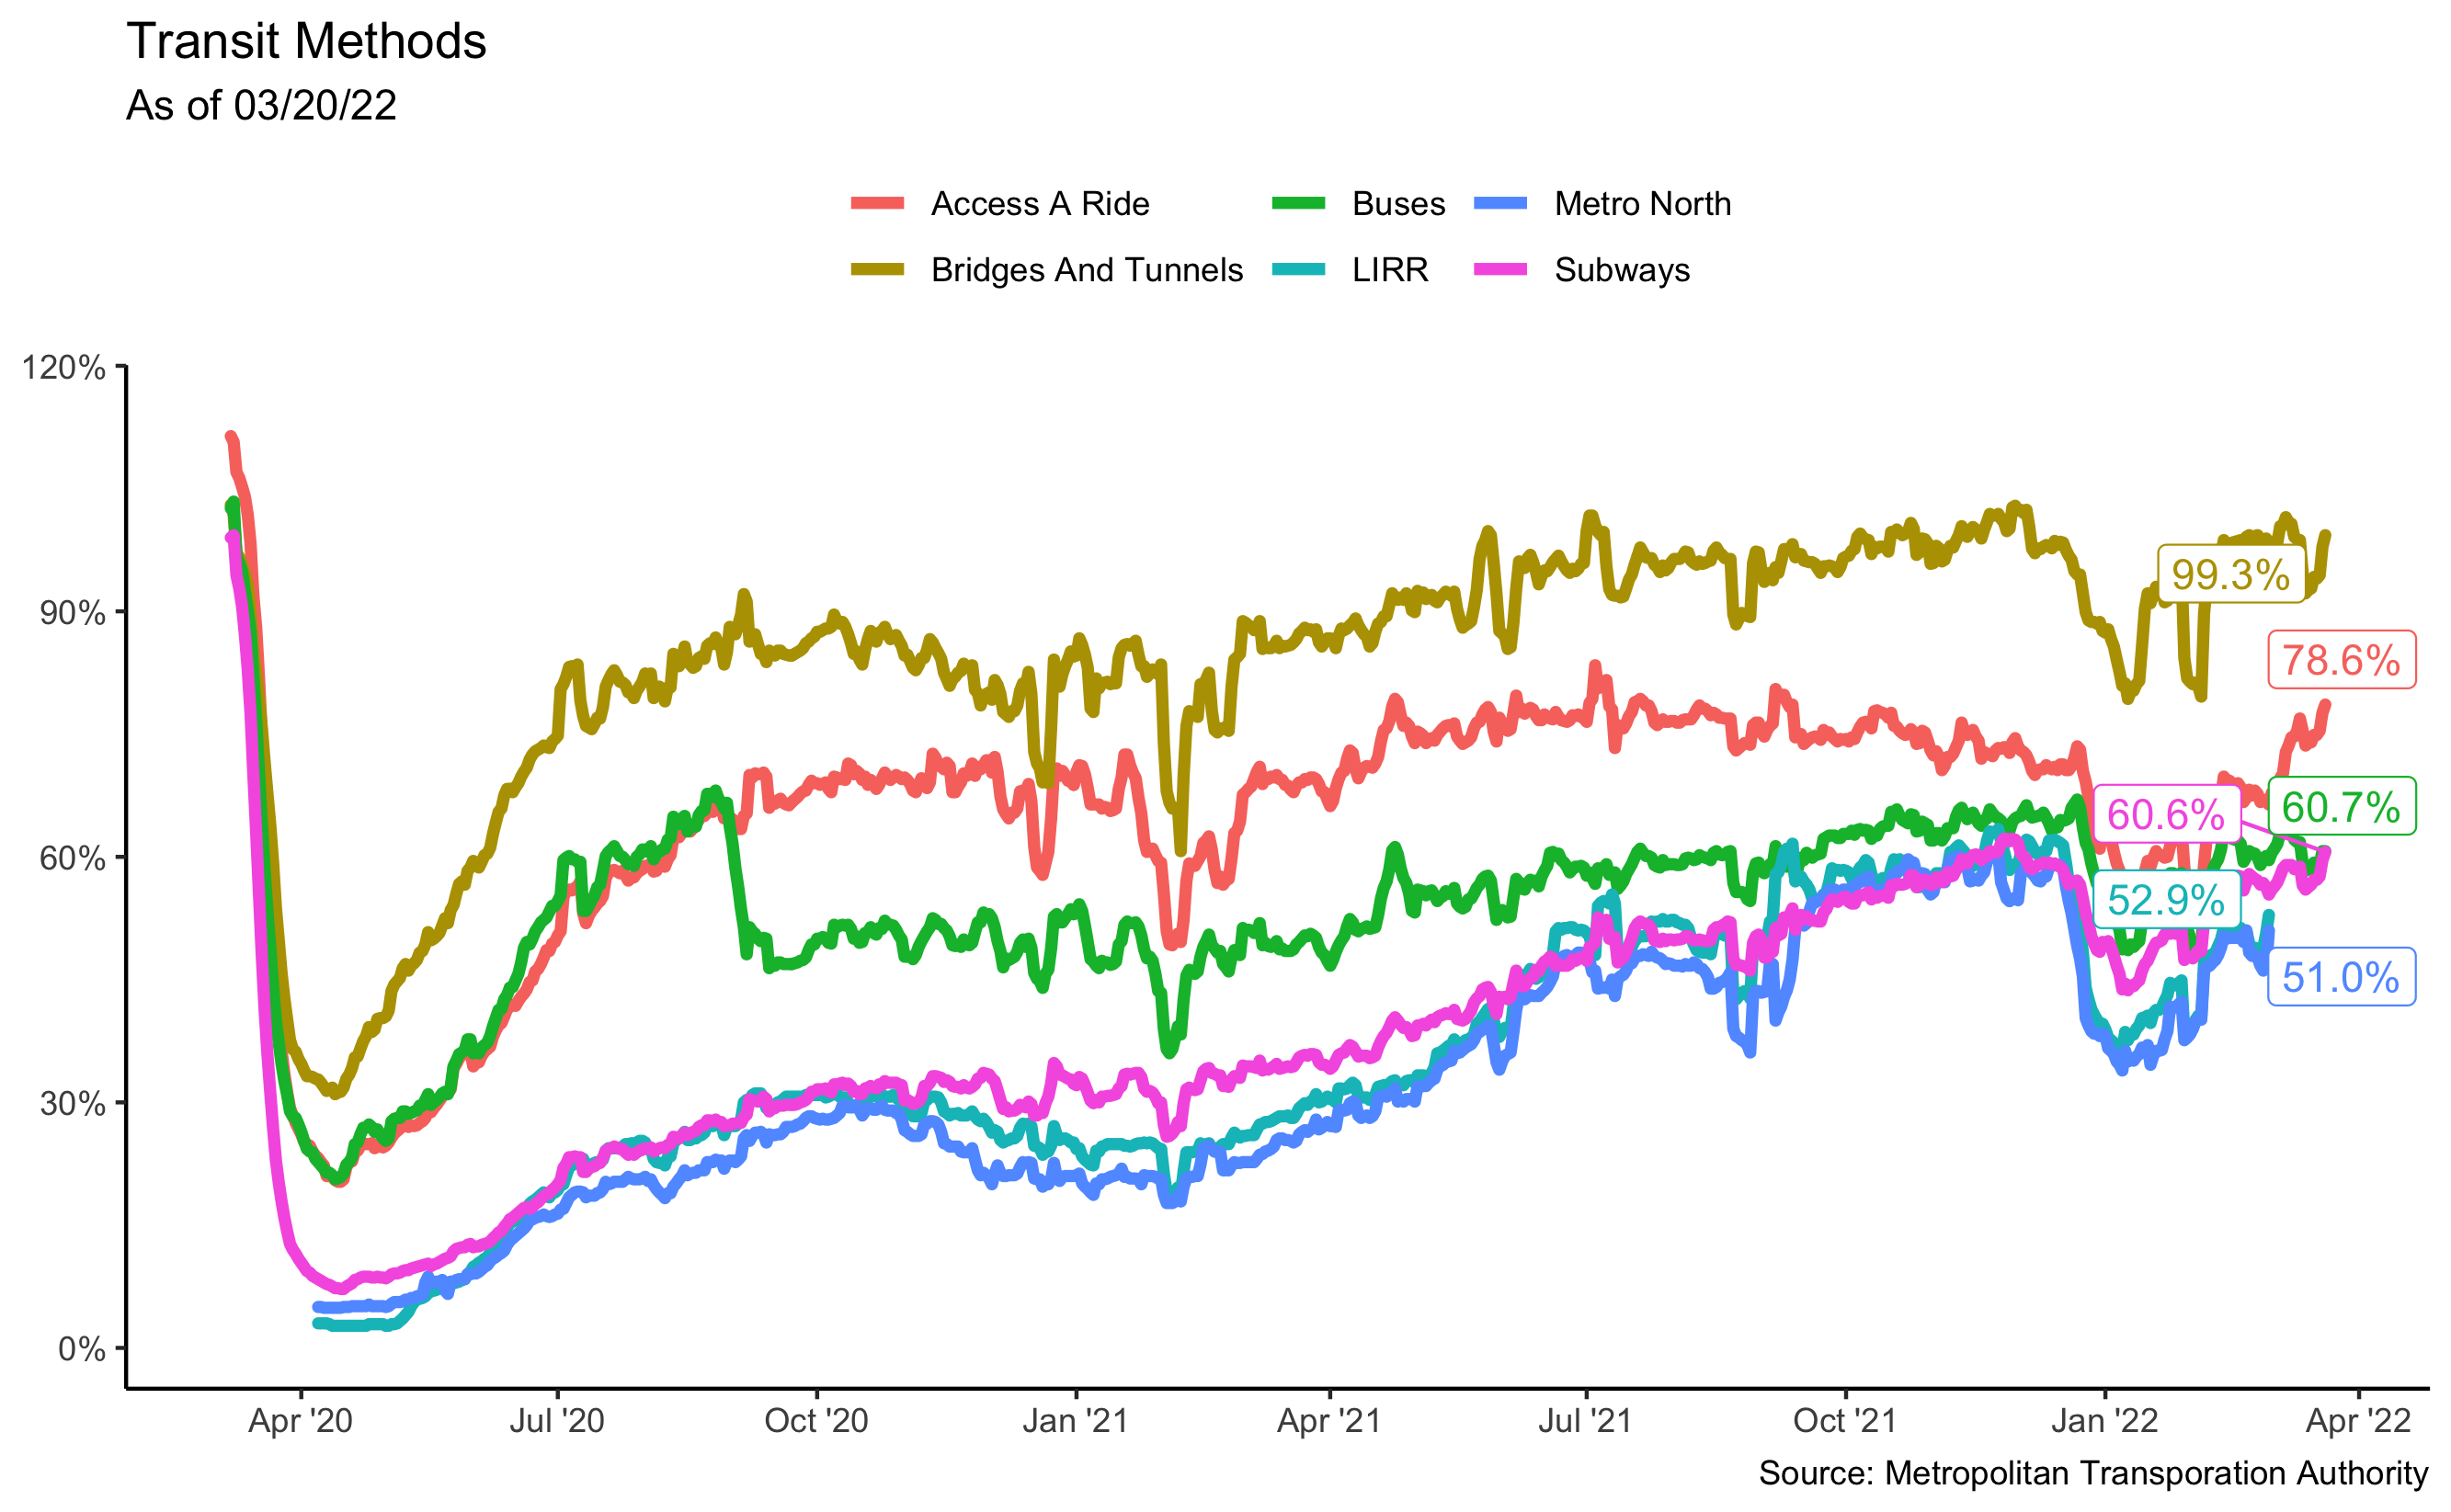 Transit Methods
As of 03/20/22
Access A Ride
Buses
Metro North
Bridges And Tunnels
LIRR
Subways
120%
90%
60%
30%
0%
99.3%
78.6%
60.6%
60.7%
52.9%
51.0%
Apr '20
Jul '20
Oct '20
Jan '21
Apr '21
Jul '21
Oct '21
Jan '22
Apr '22
Source: Metropolitan Transporation Authority